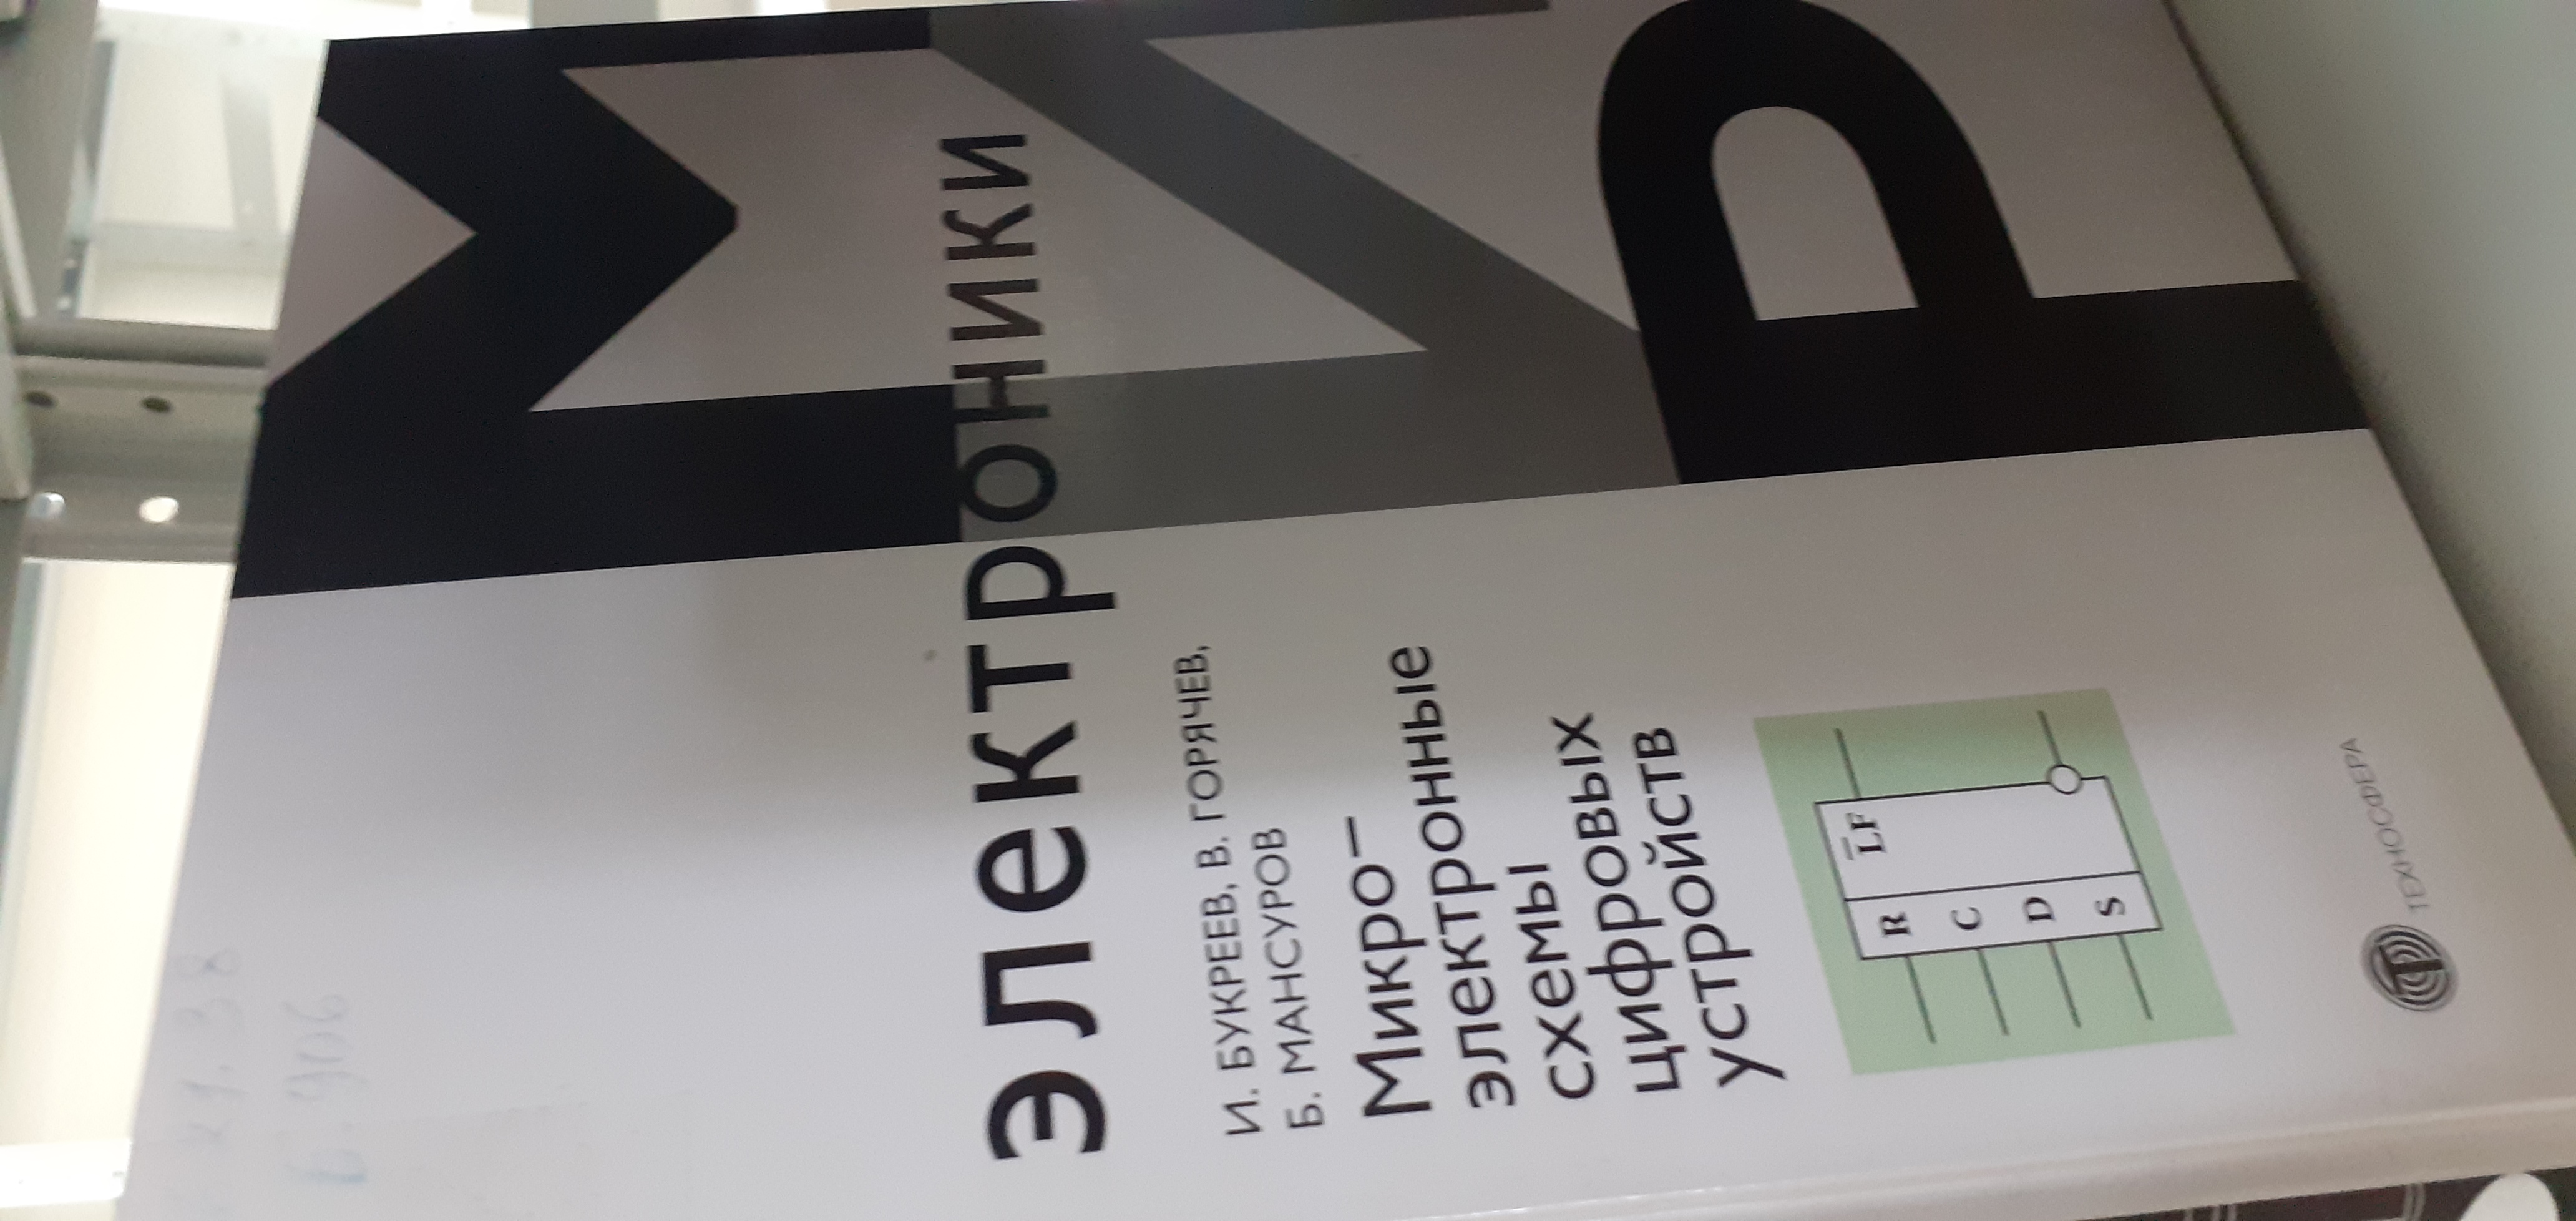 МИР
электроники
И. БУКРЕЕВ, В. ГОРЯЧЕВ,
Б. МАНСУРОВ
Микро–
электронные
схемы
цифровых
устройств
R
C
D
S
LF
ТЕХНОСФЕРА